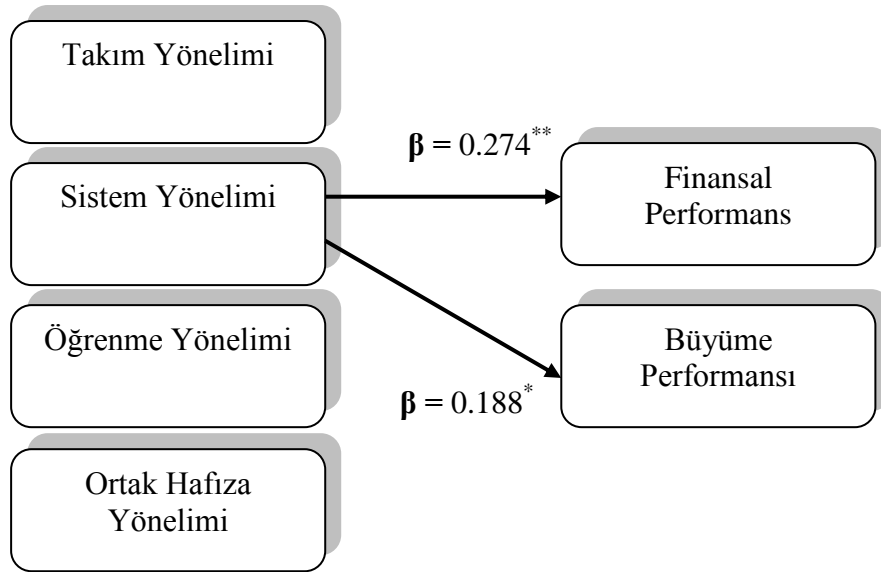 Takım Yönelimi
β = 0.274**
Sistem Yönelimi
Finansal
Performans
Öğrenme Yönelimi
Büyüme
Performansı
β = 0.188*
Ortak Hafıza
Yönelimi